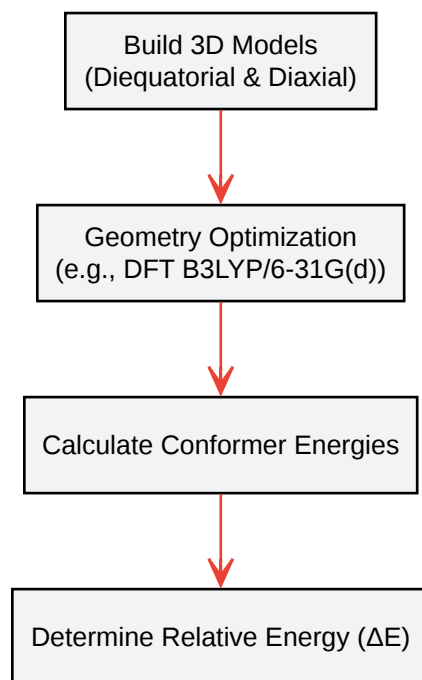 Build 3D Models
(Diequatorial & Diaxial)
Geometry Optimization
(e.g., DFT B3LYP/6-31G(d))
Calculate Conformer Energies
Determine Relative Energy (ΔE)